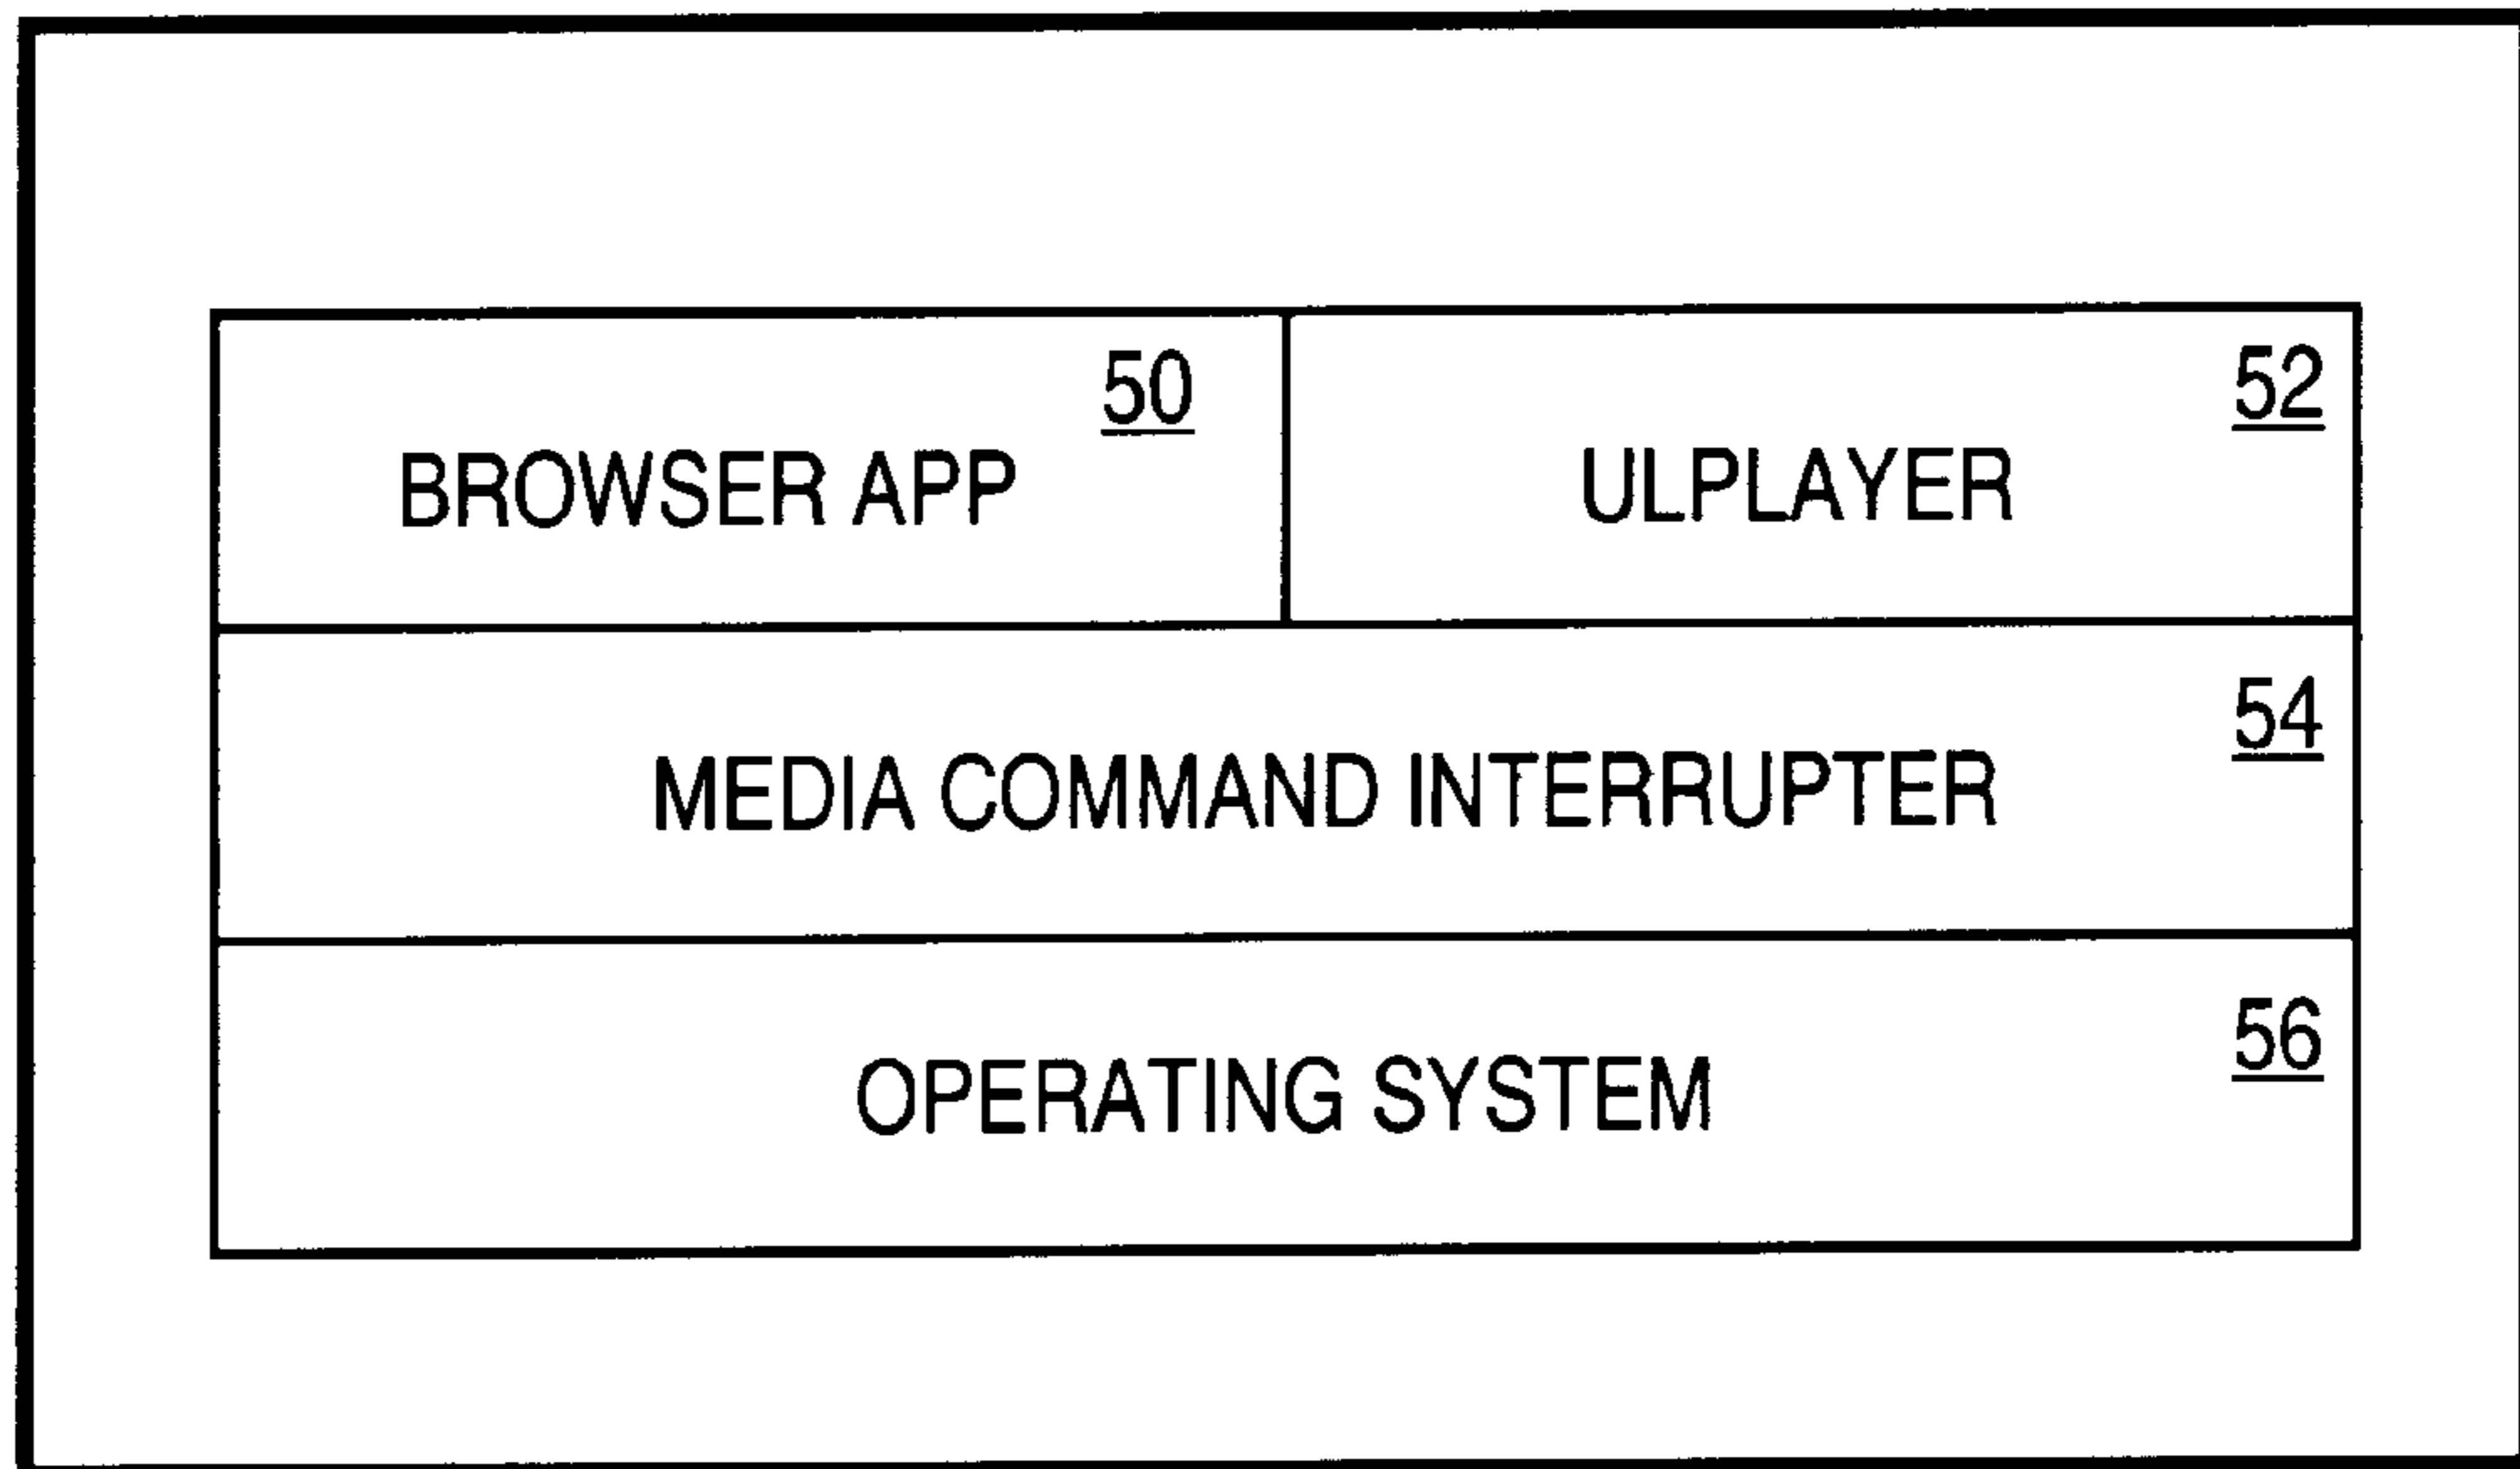 50
BROWSER APP
52
ULPLAYER
54
MEDIA COMMAND INTERRUPTER
56
OPERATING SYSTEM